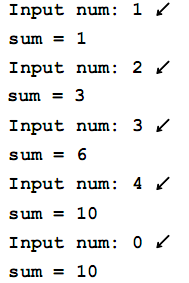 Input num: 1 ↙
sum = 1
Input num: 2 ↙
sum = 3
Input num: 3 ↙
sum = 6
Input num: 4 ↙
sum = 10
Input num: 0 ↙
sum = 10